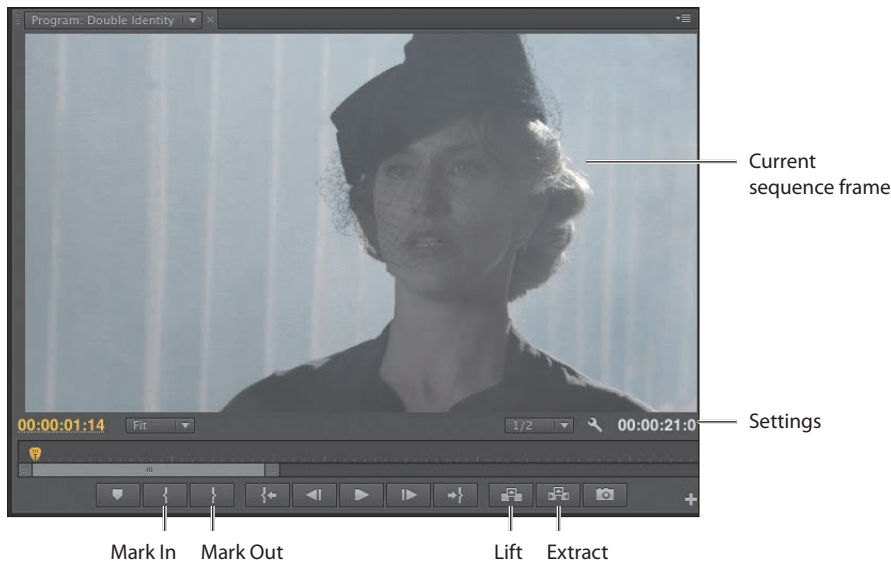 Program: Double Identity
Current
sequence frame
00:00:01:14
Fit
1/2
00:00:21:0
Settings
Mark In
Mark Out
Lift
Extract